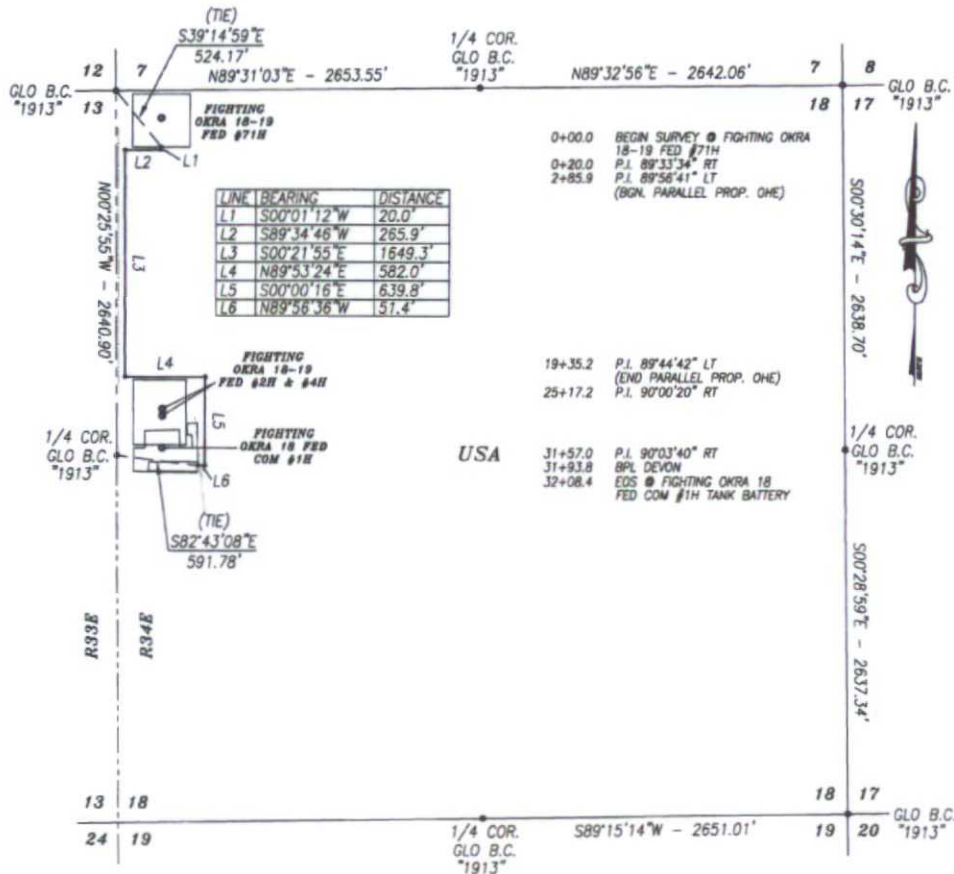 (TIE)
S39°14'59"E
524.17'
1/4 COR.
GLO B.C.
"1913"
12 7
N89°31'03"E - 2653.55'
N89°32'56"E - 2642.06'
7 8
GLO B.C.
"1913"
13
18 17
GLO B.C.
"1913"
FIGHTING
OKRA 18-19
FED #71H
L2
L1
0+00.0 BEGIN SURVEY @ FIGHTING OKRA
18-19 FED #71H
0+20.0 P.I. 89°33'34" RT
2+85.9 P.I. 89°56'41" LT
(BGN. PARALLEL PROP. OHE)
LINE BEARING DISTANCE
L1 S00°01'12"W 20.0'
L2 S89°34'46"W 265.9'
L3 S00°21'55"E 1649.3'
L4 N89°53'24"E 582.0'
L5 S00°00'16"E 639.8'
L6 N89°56'36"W 51.4'
N00°25'55"W - 2640.90'
L3
S00°30'14"E - 2638.70'
L4
FIGHTING
OKRA 18-19
FED #2H & #4H
19+35.2 P.I. 89°44'42" LT
(END PARALLEL PROP. OHE)
25+17.2 P.I. 90°00'20" RT
L5
1/4 COR.
GLO B.C.
"1913"
FIGHTING
OKRA 18 FED
COM #1H
L6
USA
31+57.0 P.I. 90°03'40" RT
31+93.8 BPL DEVON
32+08.4 EOS @ FIGHTING OKRA 18
FED COM #1H TANK BATTERY
1/4 COR.
GLO B.C.
"1913"
(TIE)
S82°43'08"E
591.78'
R33E
R34E
S00°28'59"E - 2637.34'
13 18
24 19
1/4 COR.
GLO B.C.
"1913"
S89°15'14"W - 2651.01'
18 17
19 20
GLO B.C.
"1913"